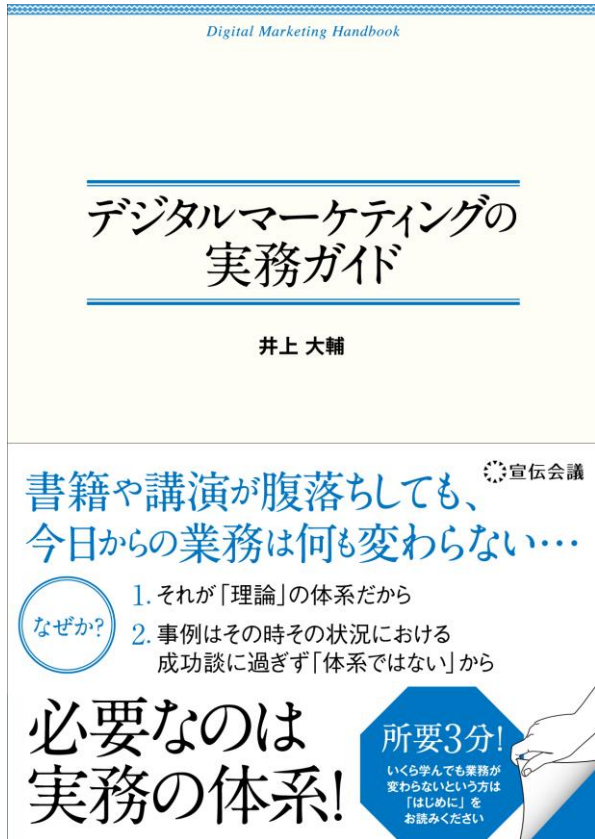 Digital Marketing Handbook
デジタルマーケティングの
実務ガイド
井上 大輔
宣伝会議
書籍や講演が腹落ちしても、
今日からの業務は何も変わらない…
なぜか?
1. それが「理論」の体系だから
2. 事例はその時その状況における
成功談に過ぎず「体系ではない」から
必要なのは
実務の体系!
所要3分!
いくら学んでも業務が
変わらないという方は
「はじめに」を
お読みください